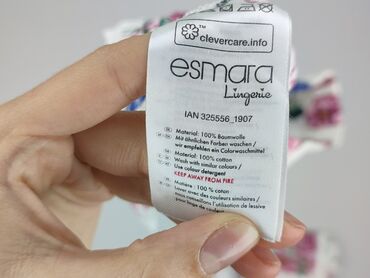 clevercare.info
esmara
Lingerie
IAN 325556_1907
Material: 100% Baumwolle
Mit ähnlichen Farben waschen /
wir empfehlen ein Colorwaschmittel
Material: 100% cotton
Wash with similar colours /
Use colour detergent
KEEP AWAY FROM FIRE
Matière : 100 % coton
Laver avec des couleurs similaires /
nous conseillons l'utilisation de lessive
pour linge de couleur